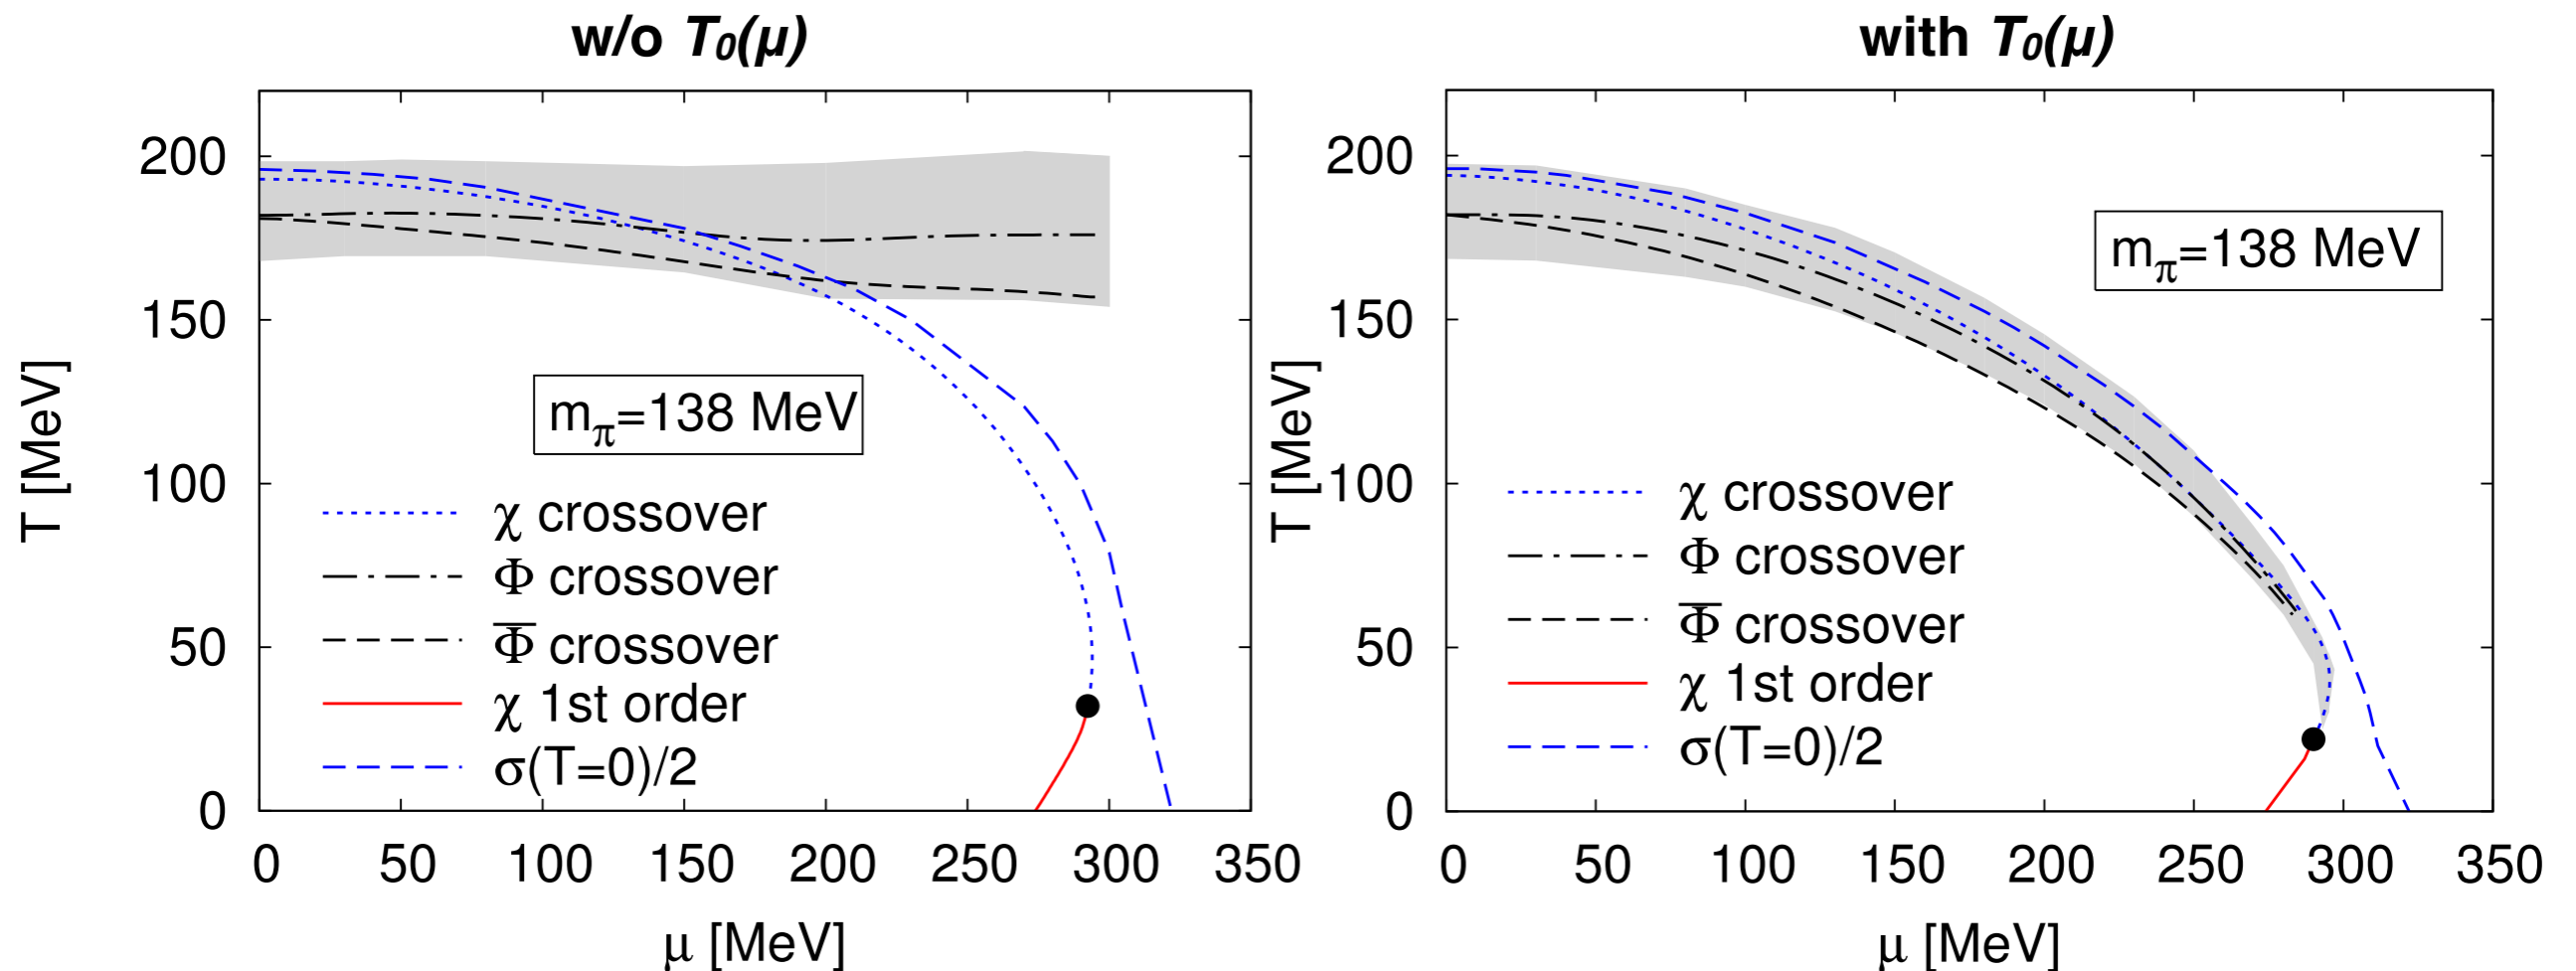 w/o T₀(μ)
T [MeV]
200
150
100
50
0
mπ=138 MeV
χ crossover
Φ crossover
Φ̅ crossover
χ 1st order
σ(T=0)/2
0 50 100 150 200 250 300 350
μ [MeV]
with T₀(μ)
T [MeV]
200
150
100
50
0
mπ=138 MeV
χ crossover
Φ crossover
Φ̅ crossover
χ 1st order
σ(T=0)/2
0 50 100 150 200 250 300 350
μ [MeV]